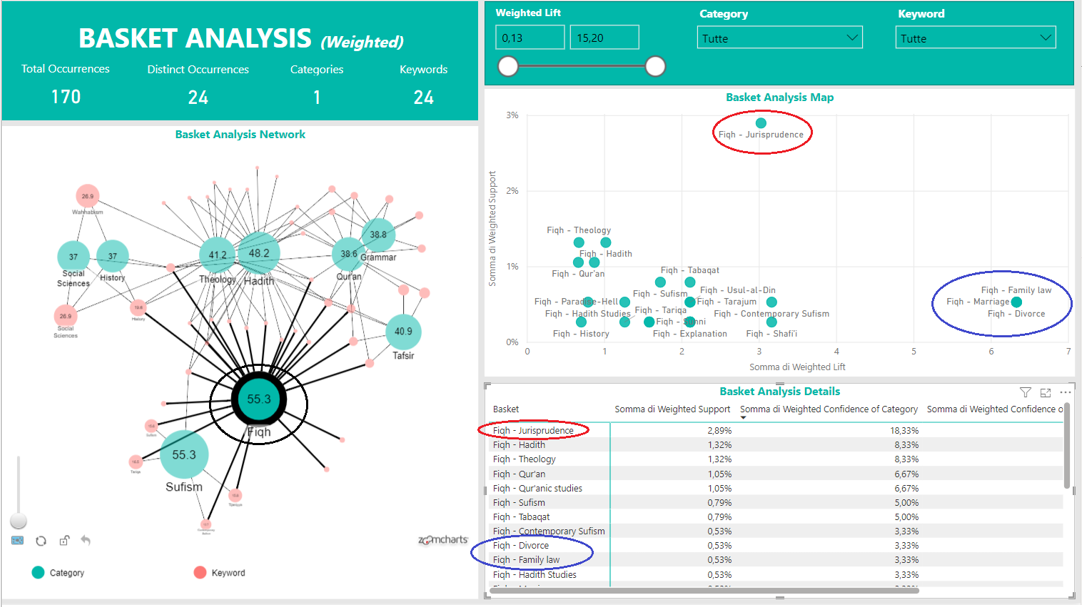 BASKET ANALYSIS (Weighted)
Total Occurrences Distinct Occurrences Categories Keywords
170 24 1 24
Weighted Lift Category Keyword
0,13 15,20 Tutte Tutte
Basket Analysis Network
26.9
Wahhabism
37
Social
Sciences
37
History
26.9
Social
Sciences
History
41.2
Theology
48.2
Hadith
38.6
Qur'an
38.8
Grammar
40.9
Tafsir
55.3
Fiqh
55.3
Sufism
zoomcharts
Category Keyword
Basket Analysis Map
Somma di Weighted Support
3%
2%
1%
0%
Fiqh - Jurisprudence
Fiqh - Theology
Fiqh - Hadith
Fiqh - Qur'an
Fiqh - Tabaqat
Fiqh - Sufism
Fiqh - Usul-al-Din
Fiqh - Paradise-Hell
Fiqh - Tarajum
Fiqh - Hadith Studies
Fiqh - Tariqa
Fiqh - Contemporary Sufism
Fiqh - History
Fiqh - Explanation
Fiqh - Shafi'i
Fiqh - Family law
Fiqh - Marriage
Fiqh - Divorce
0 1 2 3 4 5 6 7
Somma di Weighted Lift
Basket Analysis Details
Basket Somma di Weighted Support Somma di Weighted Confidence of Category Somma di Weighted Confidence o
Fiqh - Jurisprudence 2,89% 18,33%
Fiqh - Hadith 1,32% 8,33%
Fiqh - Theology 1,32% 8,33%
Fiqh - Qur'an 1,05% 6,67%
Fiqh - Qur'anic studies 1,05% 6,67%
Fiqh - Sufism 0,79% 5,00%
Fiqh - Tabaqat 0,79% 5,00%
Fiqh - Contemporary Sufism 0,53% 3,33%
Fiqh - Divorce 0,53% 3,33%
Fiqh - Family law 0,53% 3,33%
Fiqh - Hadith Studies 0,53% 3,33%